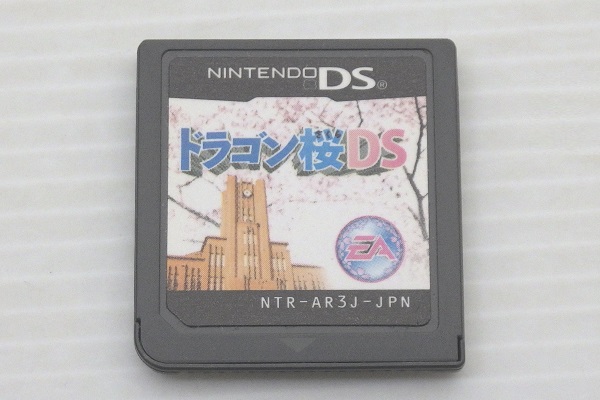 NINTENDO DS®
ドラゴン桜DS
EA
NTR-AR3J-JPN